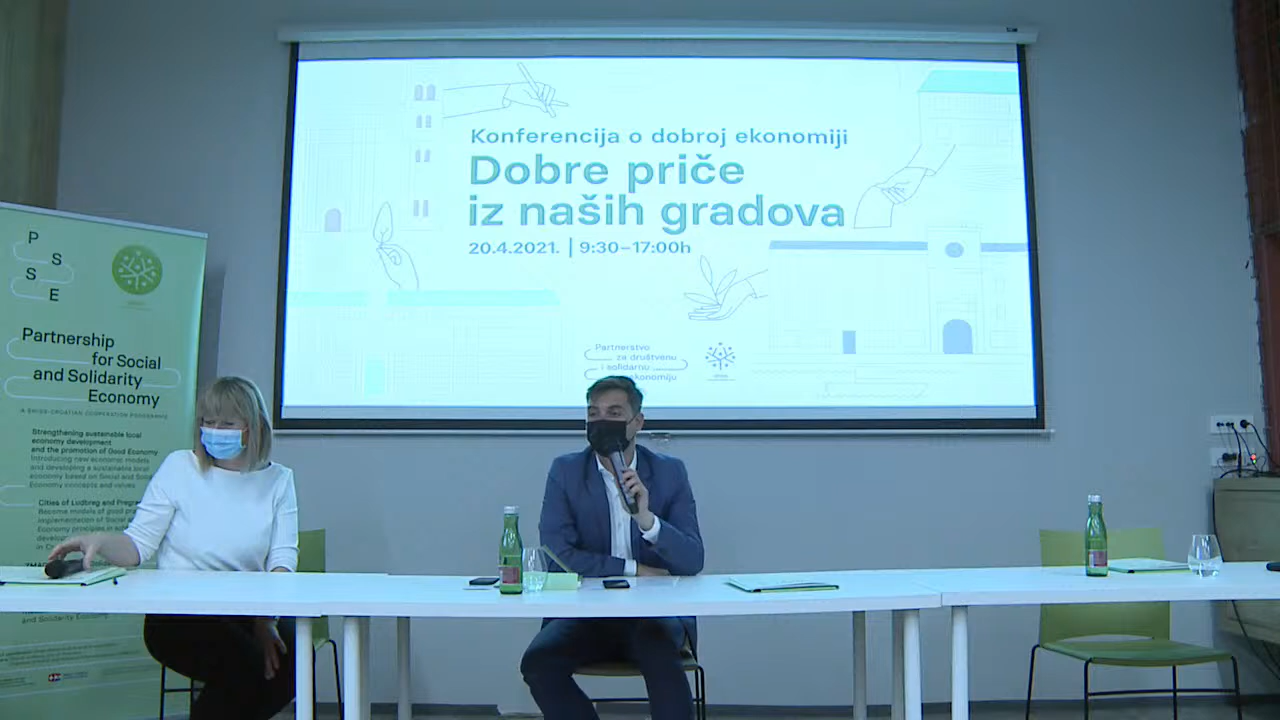 Konferencija o dobroj ekonomiji
Dobre priče
iz naših gradova
20.4.2021. | 9:30–17:00h
Partnerstvo
za društvenu
i solidarnu
ekonomiju
P
S
S
E
Partnership
for Social
and Solidarity
Economy
A SWISS-CROATIAN COOPERATION PROGRAMME
Strengthening sustainable local
economy development
and the promotion of Good Economy
Introducing new economic models
and developing a sustainable local
economy based on Social and
Economy concepts and values.
Cities of Ludbreg and
Become models of good
implementation of Social
Economy principles in
in
and Solidarity Economy